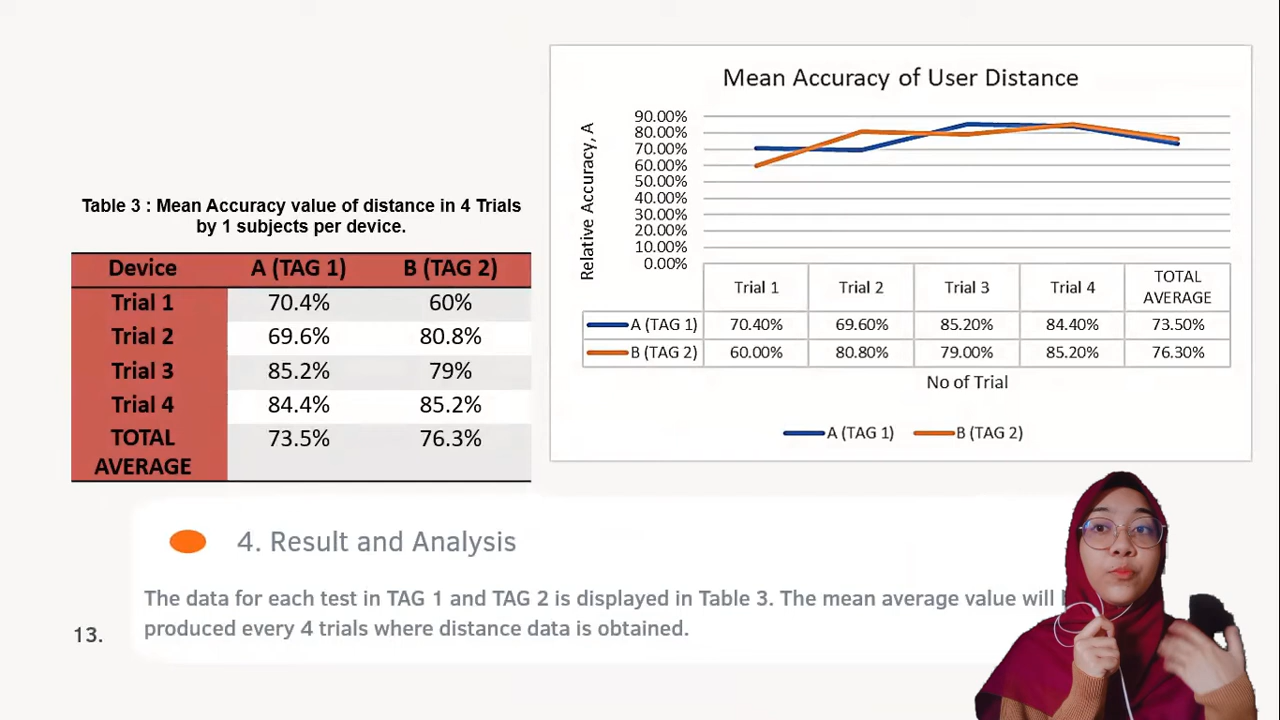 Table 3 : Mean Accuracy value of distance in 4 Trials
by 1 subjects per device.
Device A (TAG 1) B (TAG 2)
Trial 1 70.4% 60%
Trial 2 69.6% 80.8%
Trial 3 85.2% 79%
Trial 4 84.4% 85.2%
TOTAL 73.5% 76.3%
AVERAGE
Mean Accuracy of User Distance
Relative Accuracy, A
90.00%
80.00%
70.00%
60.00%
50.00%
40.00%
30.00%
20.00%
10.00%
0.00%
Trial 1 Trial 2 Trial 3 Trial 4 TOTAL
AVERAGE
A (TAG 1) 70.40% 69.60% 85.20% 84.40% 73.50%
B (TAG 2) 60.00% 80.80% 79.00% 85.20% 76.30%
No of Trial
A (TAG 1) B (TAG 2)
4. Result and Analysis
The data for each test in TAG 1 and TAG 2 is displayed in Table 3. The mean average value will
produced every 4 trials where distance data is obtained.
13.